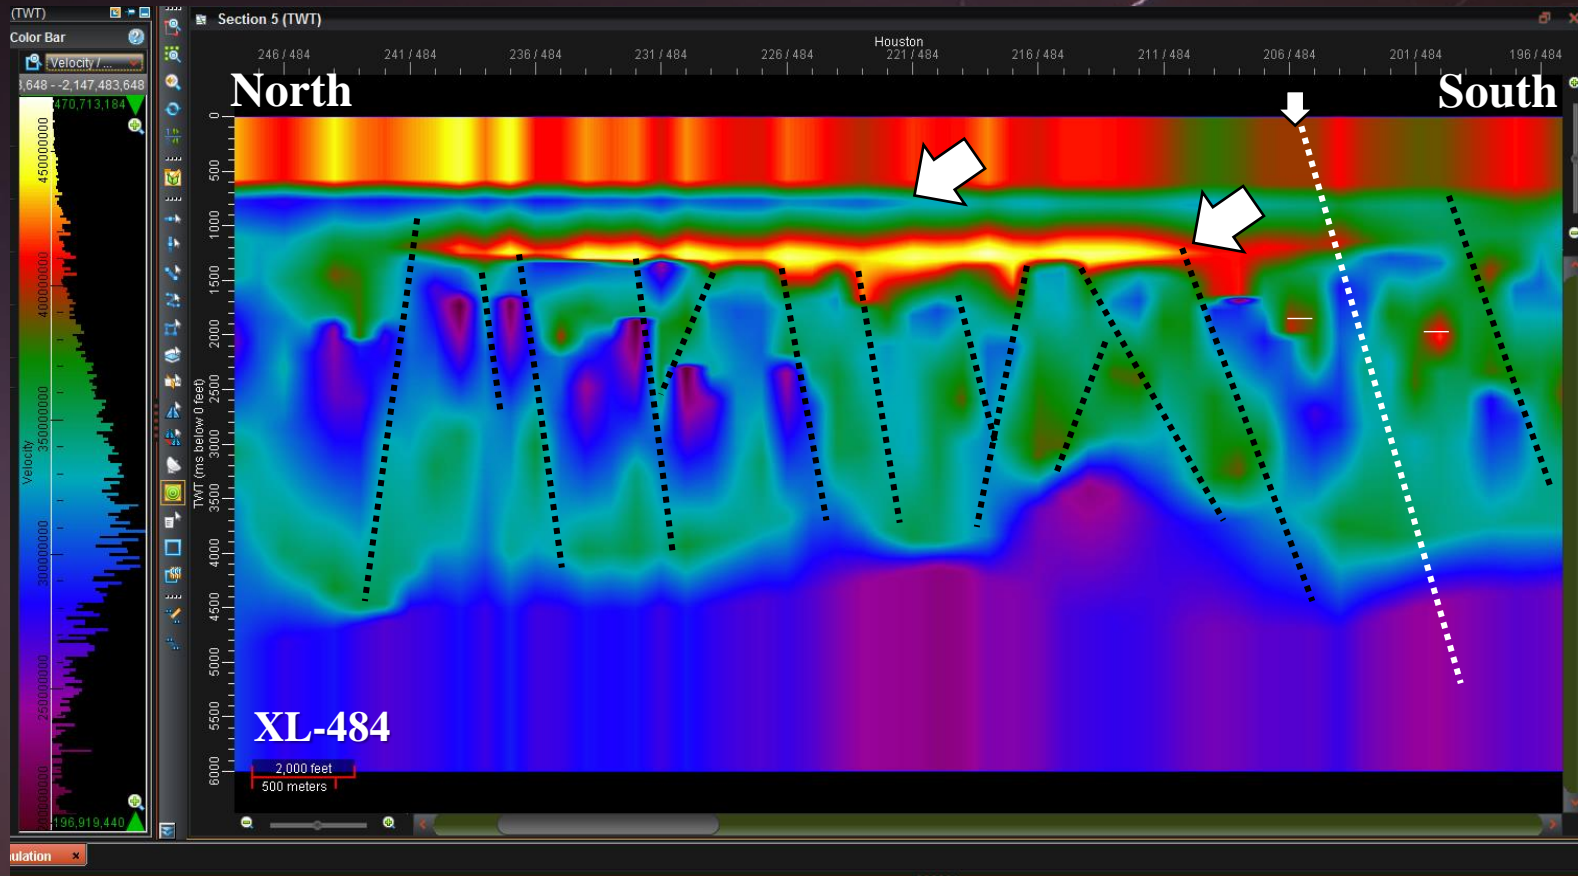 (TWT)
Section 5 (TWT)
Color Bar
Velocity / ...
3,648 - -2,147,483,648
470,713,184
450000000
400000000
350000000
300000000
250000000
Velocity
196,919,440
Houston
246 / 484 241 / 484 236 / 484 231 / 484 226 / 484 221 / 484 216 / 484 211 / 484 206 / 484 201 / 484 196 / 484
North
South
0
500
1000
1500
2000
2500
3000
3500
4000
4500
5000
5500
6000
TWT (ms below 0 feet)
XL-484
2,000 feet
500 meters
ulation